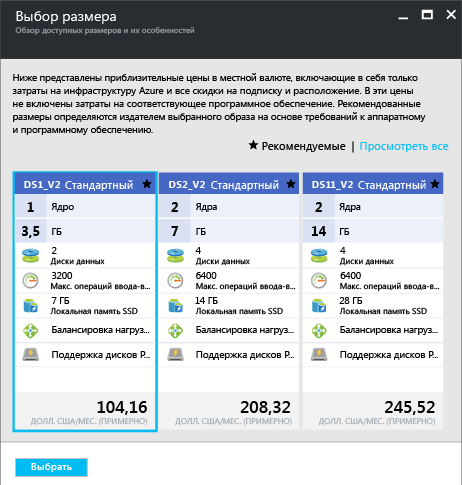 Выбор размера
Обзор доступных размеров и их особенностей
Ниже представлены приблизительные цены в местной валюте, включающие в себя только
затраты на инфраструктуру Azure и все скидки на подписку и расположение. В эти цены
не включены затраты на соответствующее программное обеспечение. Рекомендованные
размеры определяются издателем выбранного образа на основе требований к аппаратному
и программному обеспечению.
★ Рекомендуемые | Просмотреть все
DS1_V2 Стандартный ★
1 Ядро
3,5 ГБ
2
Диски данных
3200
Макс. операций ввода-в...
7 ГБ
Локальная память SSD
Балансировка нагруз...
Поддержка дисков P...
104,16
ДОЛЛ. США/МЕС. (ПРИМЕРНО)
DS2_V2 Стандартный ★
2 Ядра
7 ГБ
4
Диски данных
6400
Макс. операций ввода-в...
14 ГБ
Локальная память SSD
Балансировка нагруз...
Поддержка дисков P...
208,32
ДОЛЛ. США/МЕС. (ПРИМЕРНО)
DS11_V2 Стандартный ★
2 Ядра
14 ГБ
4
Диски данных
6400
Макс. операций ввода-в...
28 ГБ
Локальная память SSD
Балансировка нагруз...
Поддержка дисков P...
245,52
ДОЛЛ. США/МЕС. (ПРИМЕРНО)
Выбрать